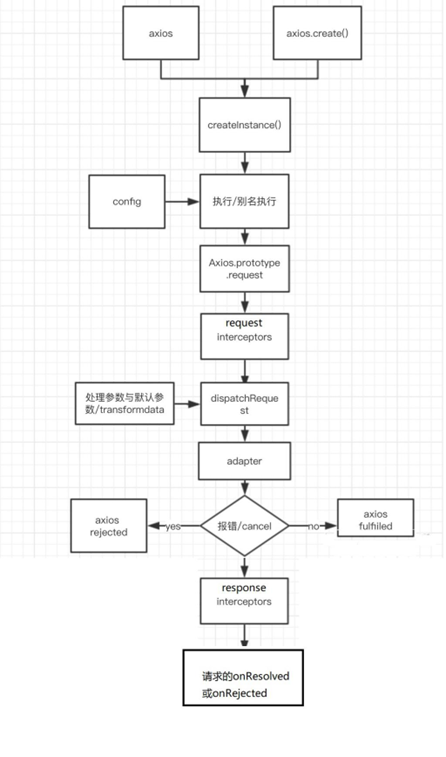 axios
axios.create()
createInstance()
config
执行/别名执行
Axios.prototype
.request
request
interceptors
处理参数与默认参
数/transformdata
dispatchReque
st
adapter
axios
rejected
yes
报错/cancel
no
axios
fulfilled
response
interceptors
请求的onResolved
或onRejected